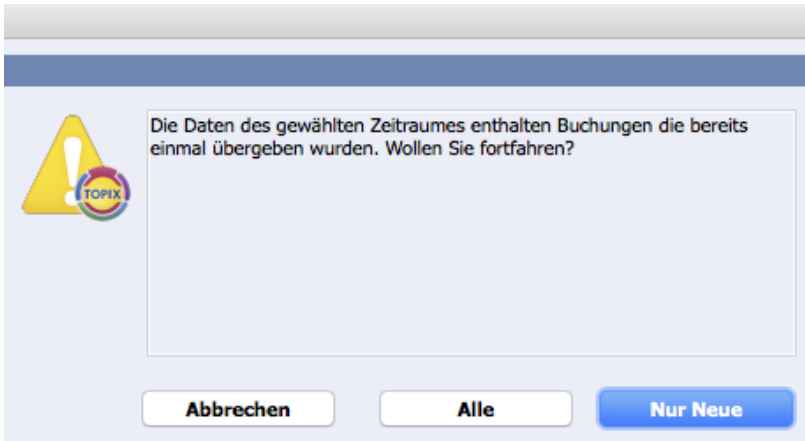 Die Daten des gewählten Zeitraumes enthalten Buchungen die bereits
einmal übergeben wurden. Wollen Sie fortfahren?
TOPIX
Abbrechen Alle Nur Neue